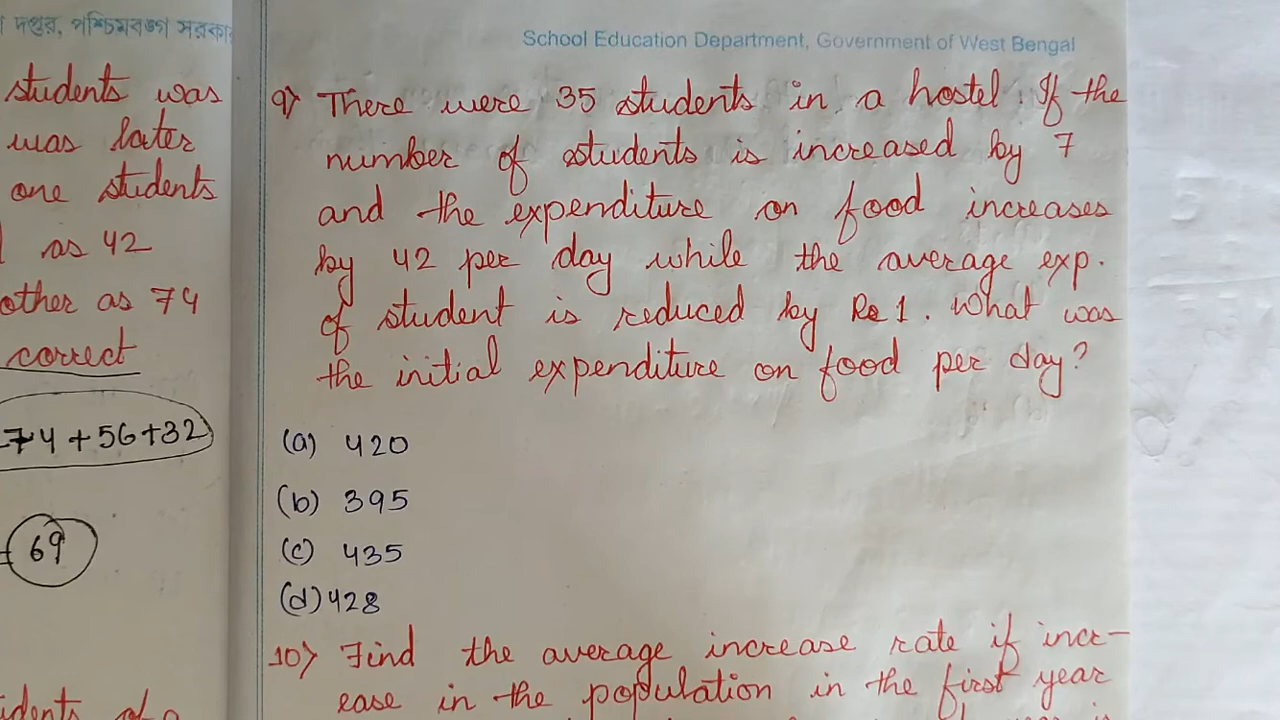 দপ্তর, পশ্চিমবঙ্গ সরকার
students was
was later
one students
as 42
other as 74
correct
74 + 56 + 32
= 69
School Education Department, Government of West Bengal
9) There were 35 students in a hostel. If the
number of students is increased by 7
and the expenditure on food increases
by 42 per day while the average exp.
of student is reduced by Re 1. What was
the initial expenditure on food per day?
(a) 420
(b) 395
(c) 435
(d) 428
10) Find the average increase rate if incr-
ease in the population in the first year